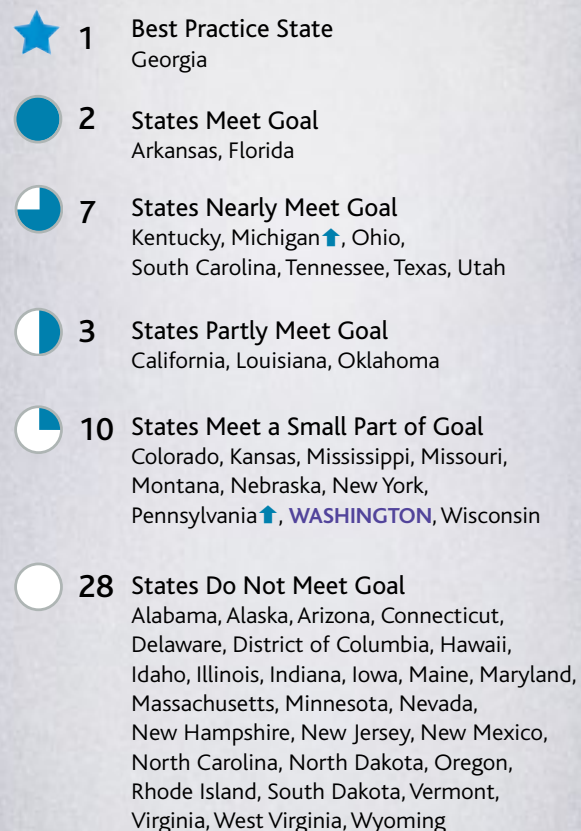 1 Best Practice State
Georgia
2 States Meet Goal
Arkansas, Florida
7 States Nearly Meet Goal
Kentucky, Michigan⬆, Ohio,
South Carolina, Tennessee, Texas, Utah
3 States Partly Meet Goal
California, Louisiana, Oklahoma
10 States Meet a Small Part of Goal
Colorado, Kansas, Mississippi, Missouri,
Montana, Nebraska, New York,
Pennsylvania⬆, WASHINGTON, Wisconsin
28 States Do Not Meet Goal
Alabama, Alaska, Arizona, Connecticut,
Delaware, District of Columbia, Hawaii,
Idaho, Illinois, Indiana, Iowa, Maine, Maryland,
Massachusetts, Minnesota, Nevada,
New Hampshire, New Jersey, New Mexico,
North Carolina, North Dakota, Oregon,
Rhode Island, South Dakota, Vermont,
Virginia, West Virginia, Wyoming